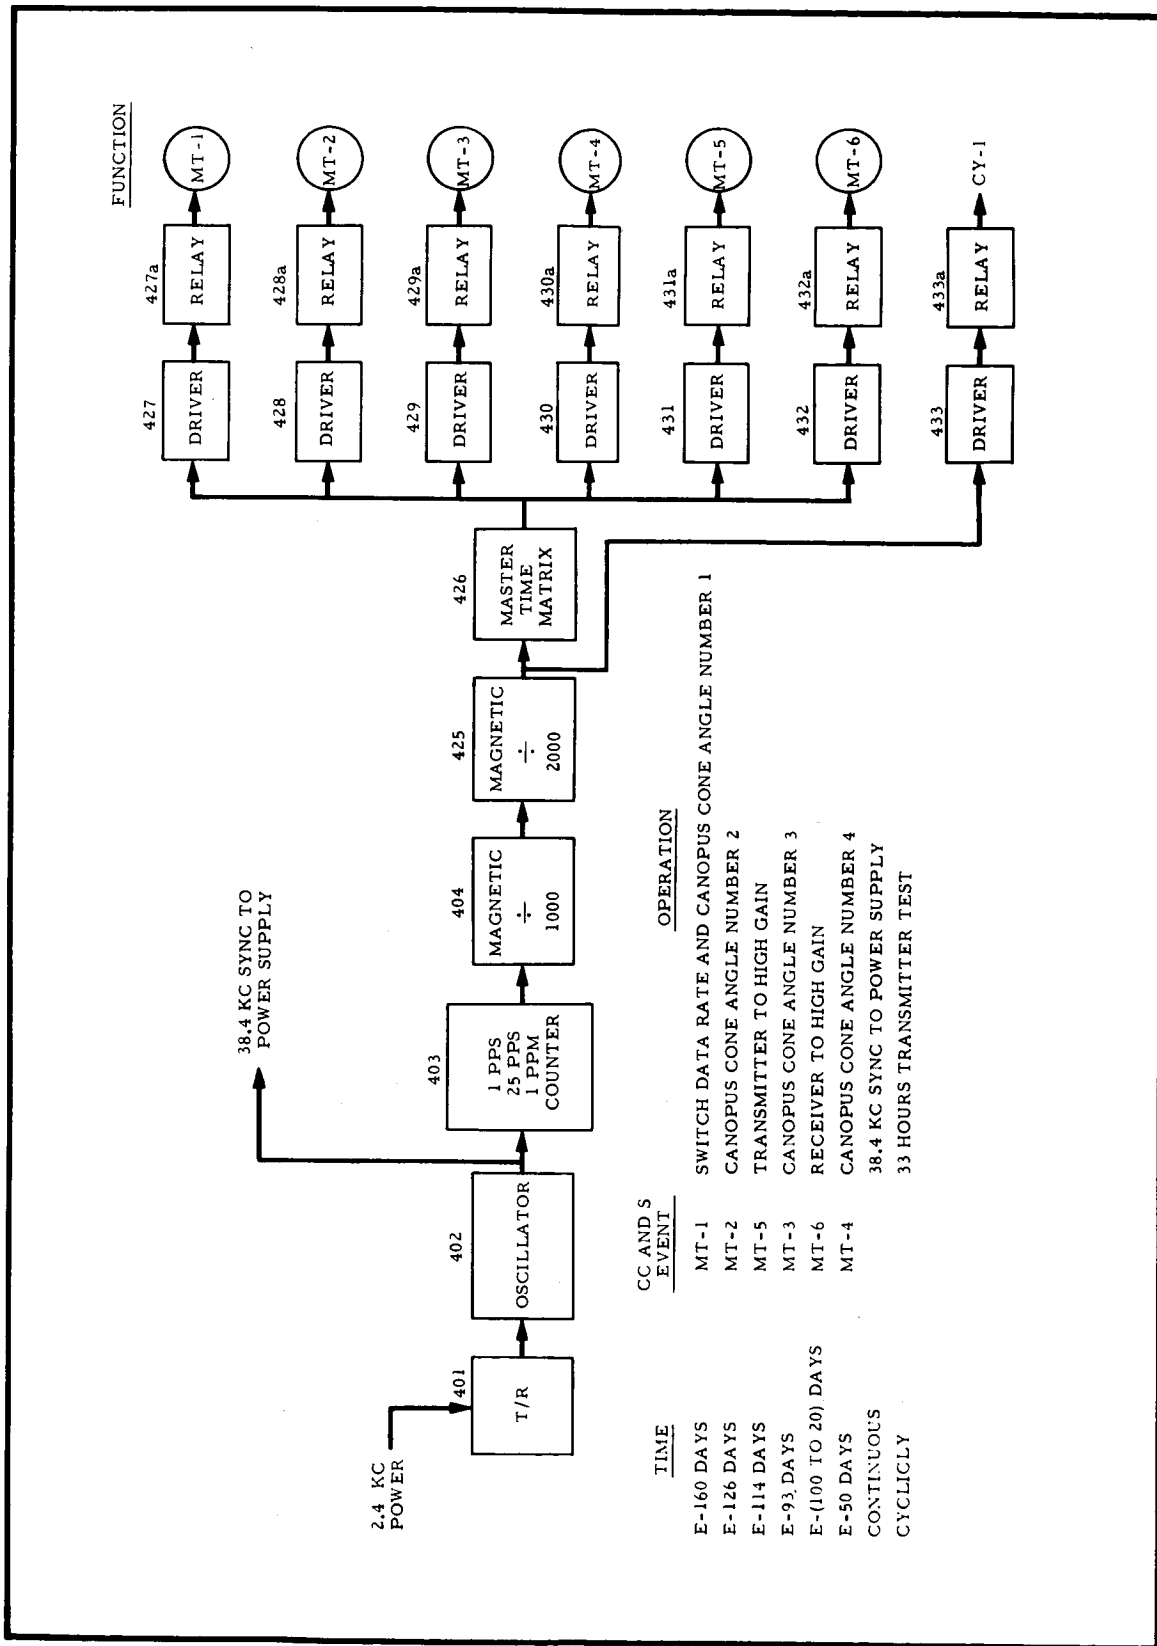 FUNCTION
427
DRIVER
427a
RELAY
MT-1
428
DRIVER
428a
RELAY
MT-2
429
DRIVER
429a
RELAY
MT-3
430
DRIVER
430a
RELAY
MT-4
431
DRIVER
431a
RELAY
MT-5
432
DRIVER
432a
RELAY
MT-6
433
DRIVER
433a
RELAY
CY-1
38.4 KC SYNC TO
POWER SUPPLY
2.4 KC
POWER
401
T/R
402
OSCILLATOR
403
1 PPS
25 PPS
1 PPM
COUNTER
404
MAGNETIC
÷
1000
425
MAGNETIC
÷
2000
426
MASTER
TIME
MATRIX
TIME
CC AND S
EVENT
OPERATION
E-160 DAYS MT-1 SWITCH DATA RATE AND CANOPUS CONE ANGLE NUMBER 1
E-126 DAYS MT-2 CANOPUS CONE ANGLE NUMBER 2
E-114 DAYS MT-5 TRANSMITTER TO HIGH GAIN
E-93 DAYS MT-3 CANOPUS CONE ANGLE NUMBER 3
E-(100 TO 20) DAYS MT-6 RECEIVER TO HIGH GAIN
E-50 DAYS MT-4 CANOPUS CONE ANGLE NUMBER 4
CONTINUOUS 38.4 KC SYNC TO POWER SUPPLY
CYCLICLY 33 HOURS TRANSMITTER TEST